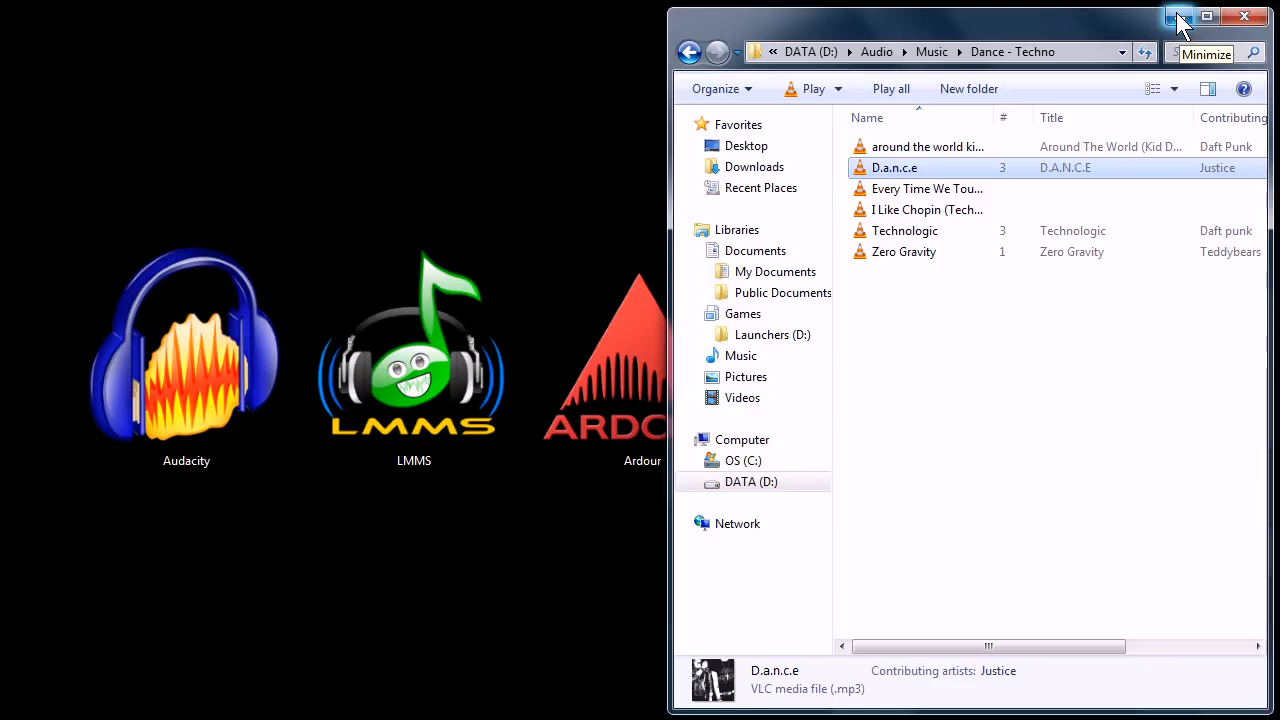 Minimize
« DATA (D:) Audio Music Dance - Techno
Organize Play Play all New folder
Name # Title Contributing
around the world ki... Around The World (Kid D... Daft Punk
D.a.n.c.e 3 D.A.N.C.E Justice
Every Time We Tou...
I Like Chopin (Tech...
Technologic 3 Technologic Daft punk
Zero Gravity 1 Zero Gravity Teddybears
Favorites
Desktop
Downloads
Recent Places
Libraries
Documents
My Documents
Public Documents
Games
Launchers (D:)
Music
Pictures
Videos
Computer
OS (C:)
DATA (D:)
Network
LMMS
ARDO
Audacity
LMMS
Ardour
D.a.n.c.e Contributing artists: Justice
VLC media file (.mp3)